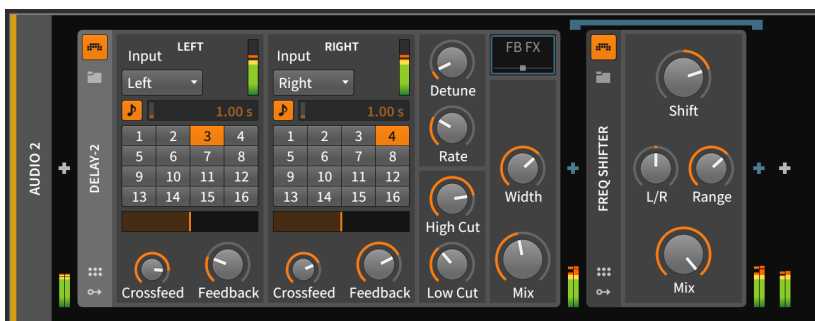 AUDIO 2
DELAY-2
LEFT
Input
Left
1.00 s
1 2 3 4
5 6 7 8
9 10 11 12
13 14 15 16
Crossfeed Feedback
RIGHT
Input
Right
1.00 s
1 2 3 4
5 6 7 8
9 10 11 12
13 14 15 16
Crossfeed Feedback
Detune
Rate
High Cut
Low Cut
FB FX
Width
Mix
FREQ SHIFTER
Shift
L/R Range
Mix